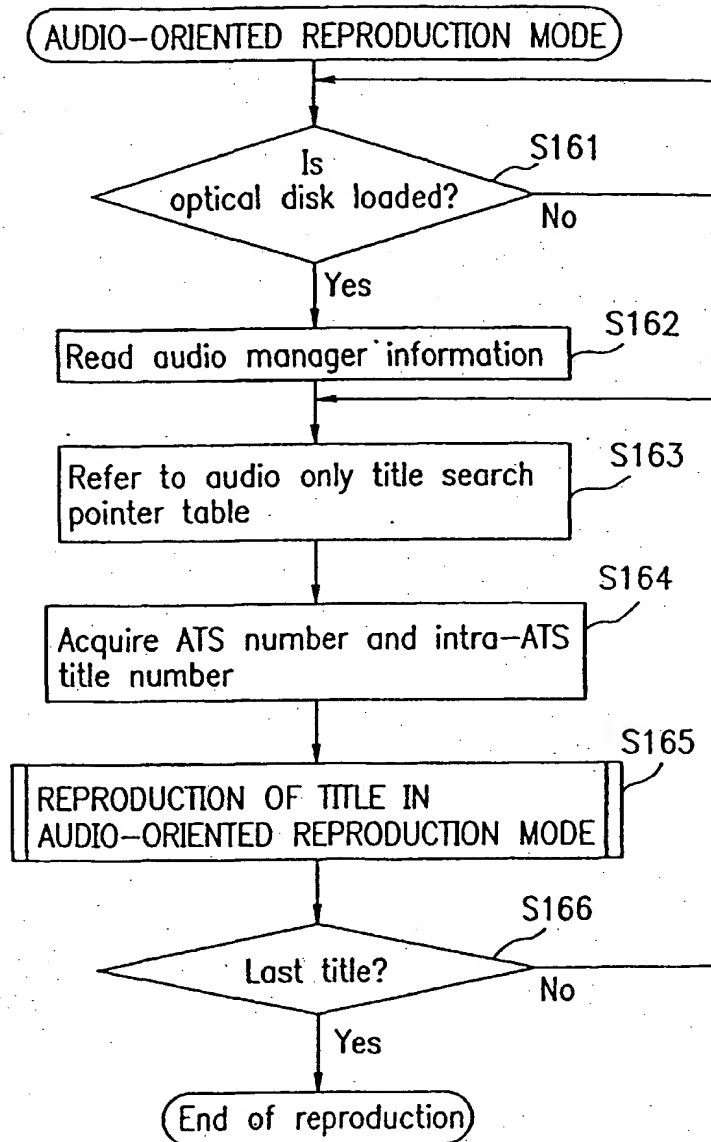 AUDIO-ORIENTED REPRODUCTION MODE
S161
Is
optical disk loaded?
No
Yes
S162
Read audio manager information
S163
Refer to audio only title search
pointer table
S164
Acquire ATS number and intra-ATS
title number
S165
REPRODUCTION OF TITLE IN
AUDIO-ORIENTED REPRODUCTION MODE
S166
Last title?
No
Yes
End of reproduction